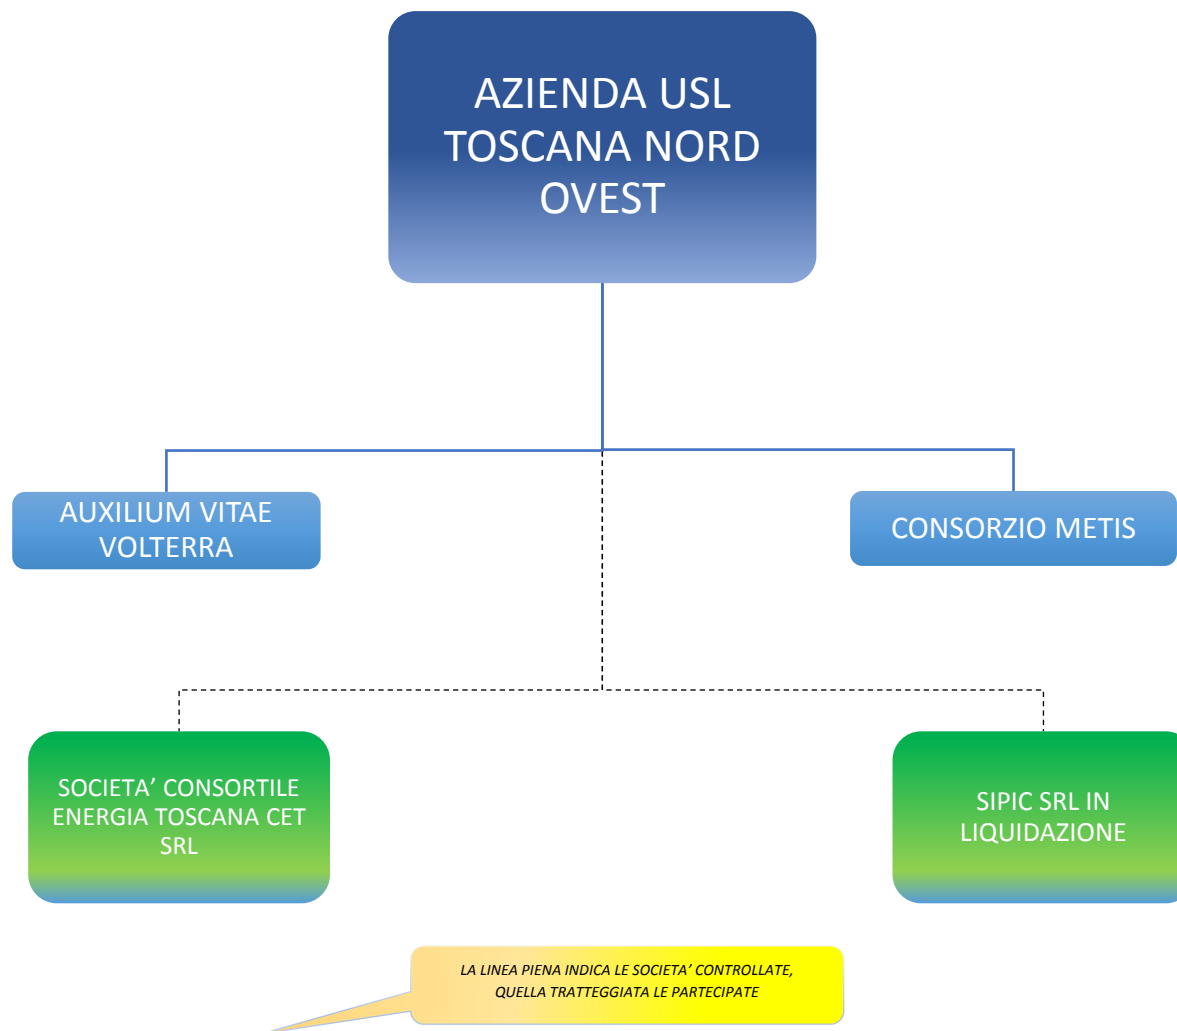 AZIENDA USL
TOSCANA NORD
OVEST
AUXILIUM VITAE
VOLTERRA
CONSORZIO METIS
SOCIETA’ CONSORTILE
ENERGIA TOSCANA CET
SRL
SIPIC SRL IN
LIQUIDAZIONE
LA LINEA PIENA INDICA LE SOCIETA’ CONTROLLATE,
QUELLA TRATTEGGIATA LE PARTECIPATE